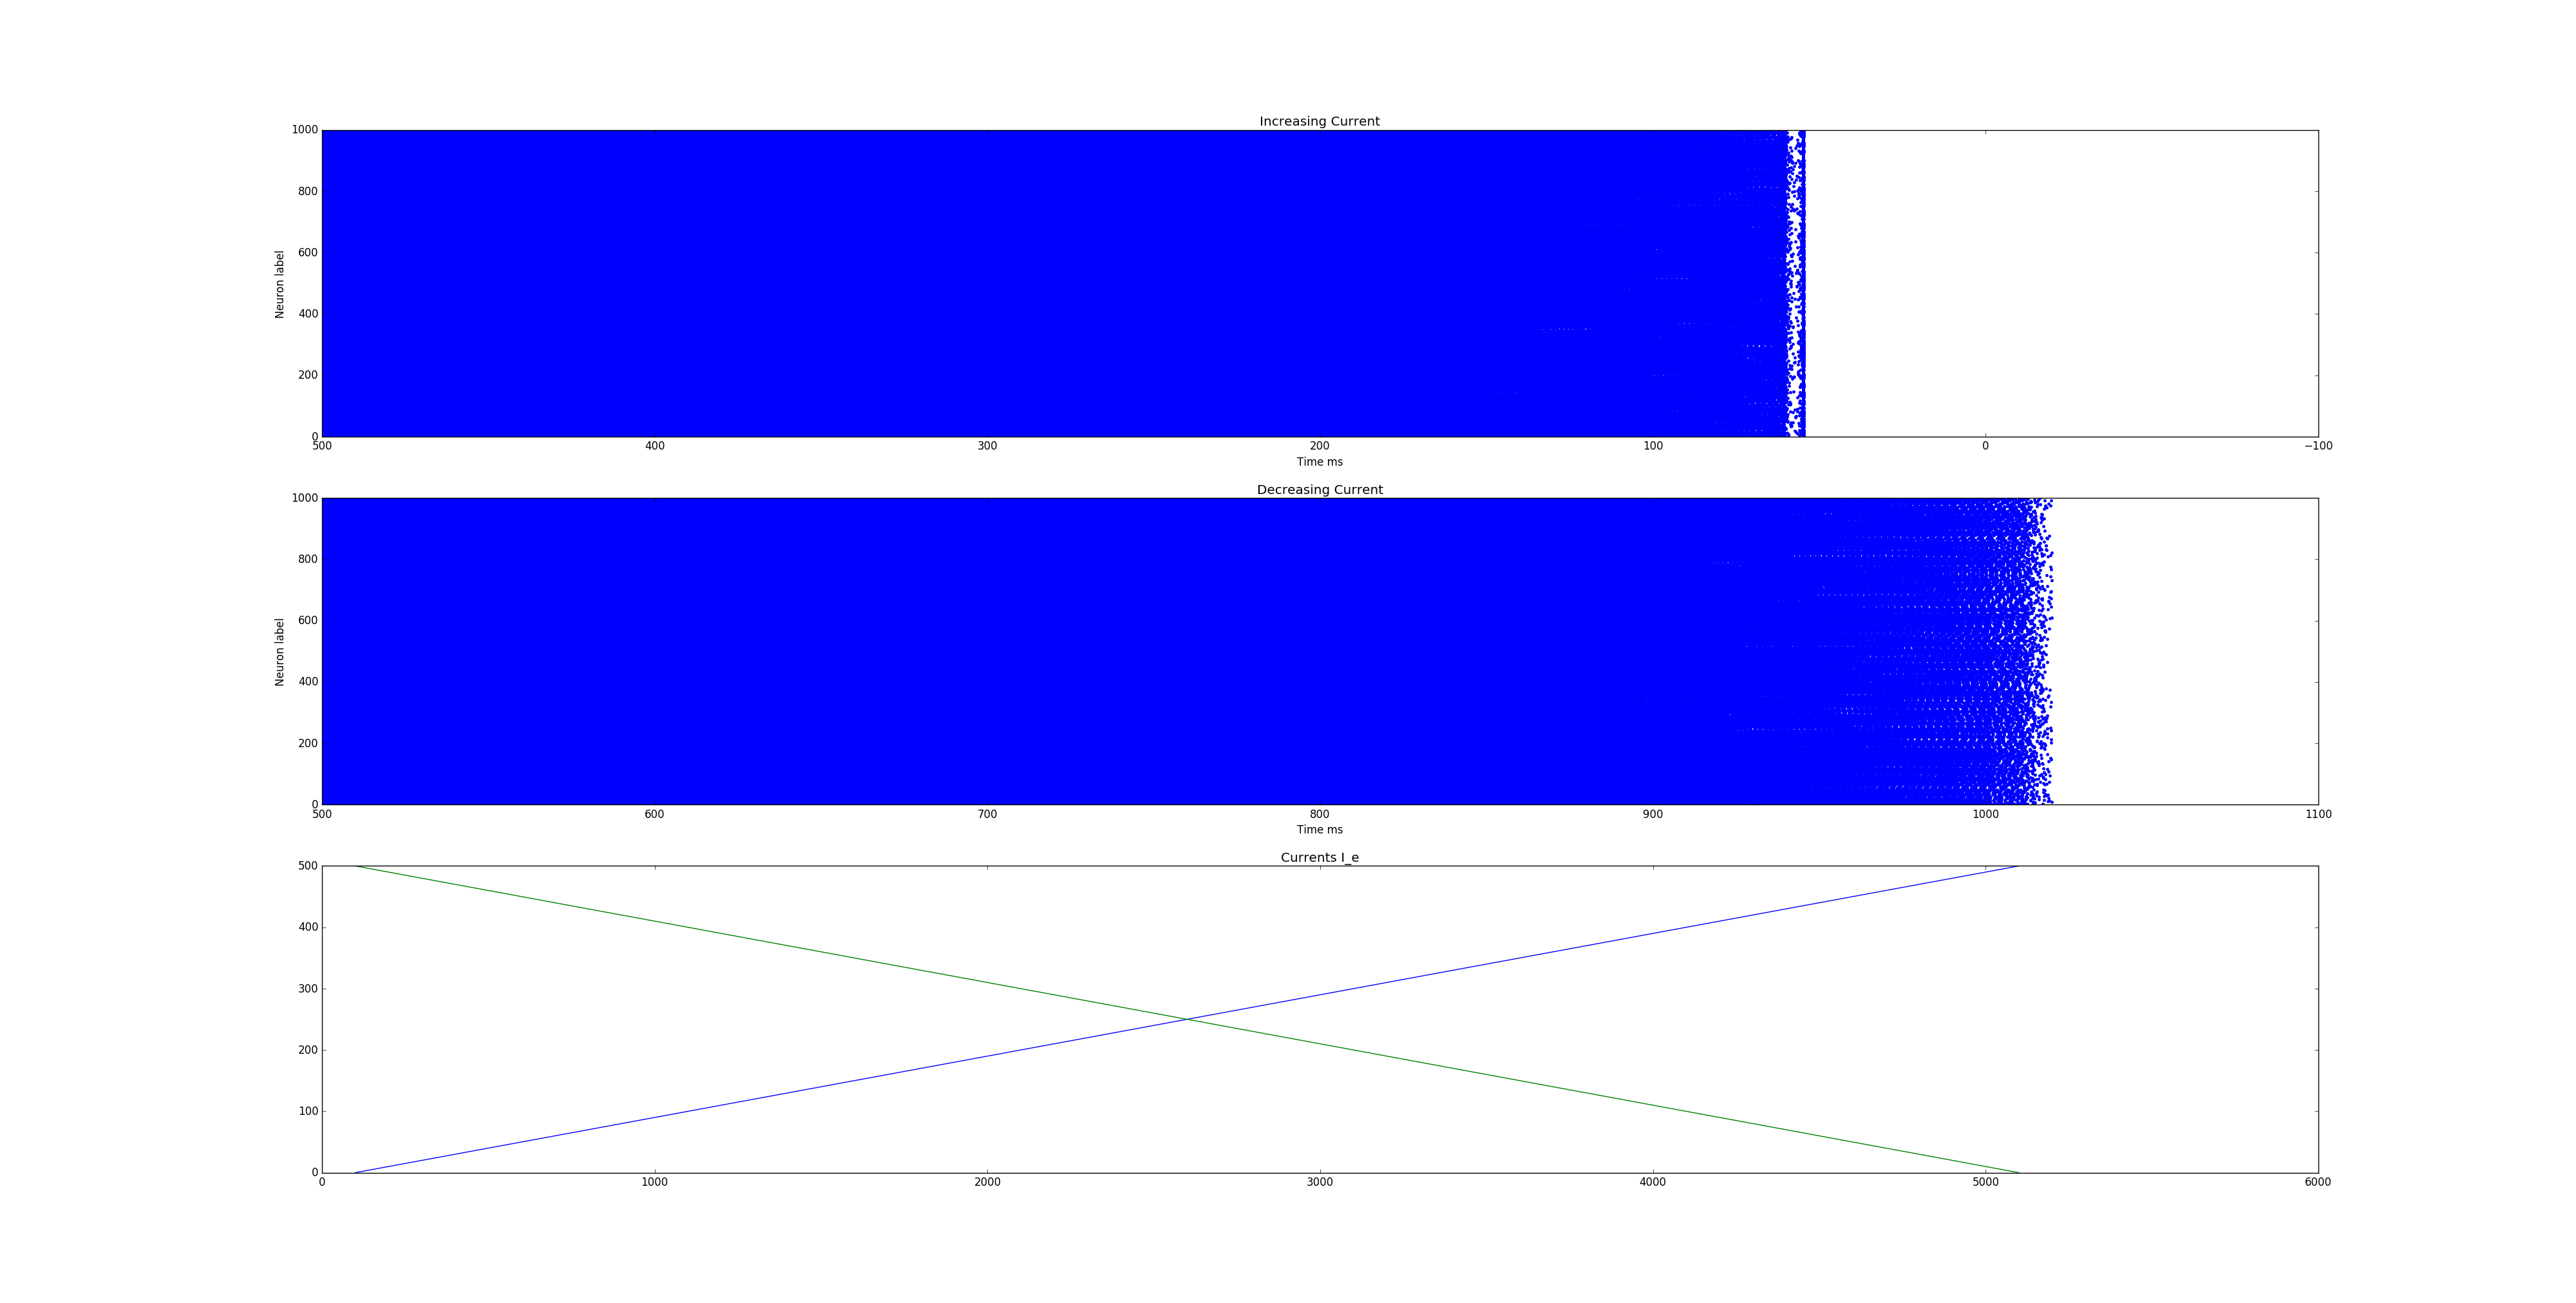 Increasing Current
1000
800
600
400
200
0
Neuron label
500 400 300 200 100 0 −100
Time ms
Decreasing Current
1000
800
600
400
200
0
Neuron label
500 600 700 800 900 1000 1100
Time ms
Currents I_e
500
400
300
200
100
0
0 1000 2000 3000 4000 5000 6000